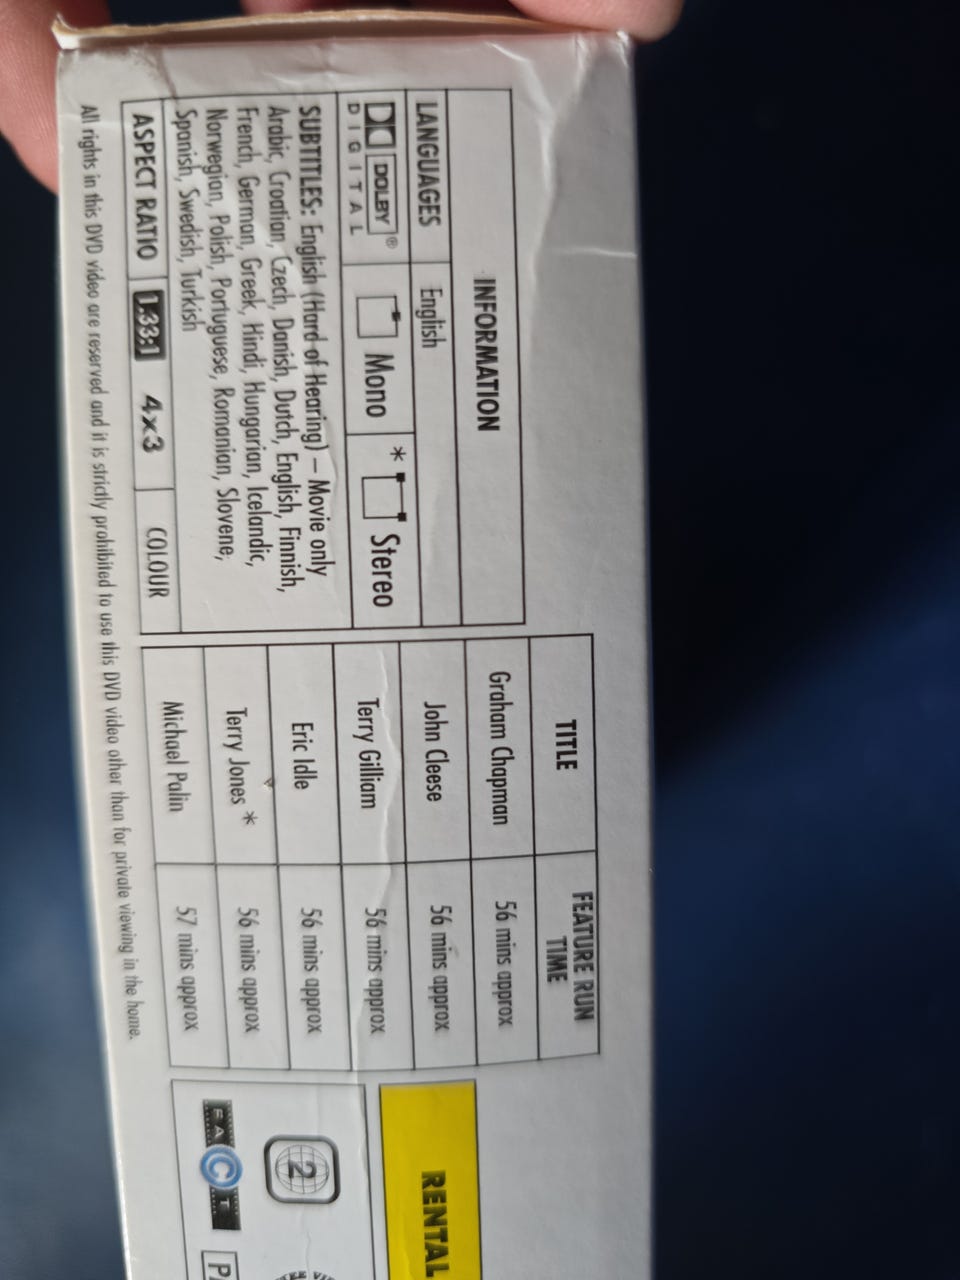 INFORMATION
LANGUAGES English
DOLBY®
DIGITAL
Mono
* Stereo
SUBTITLES: English (Hard of Hearing) – Movie only
Arabic, Croatian, Czech, Danish, Dutch, English, Finnish,
French, German, Greek, Hindi, Hungarian, Icelandic,
Norwegian, Polish, Portuguese, Romanian, Slovene,
Spanish, Swedish, Turkish
ASPECT RATIO 1.33:1 4x3 COLOUR
TITLE FEATURE RUN
TIME
Graham Chapman 56 mins approx
John Cleese 56 mins approx
Terry Gilliam 56 mins approx
Eric Idle 56 mins approx
Terry Jones * 56 mins approx
Michael Palin 57 mins approx
RENTAL
2
FACT
All rights in this DVD video are reserved and it is strictly prohibited to use this DVD video other than for private viewing in the home.